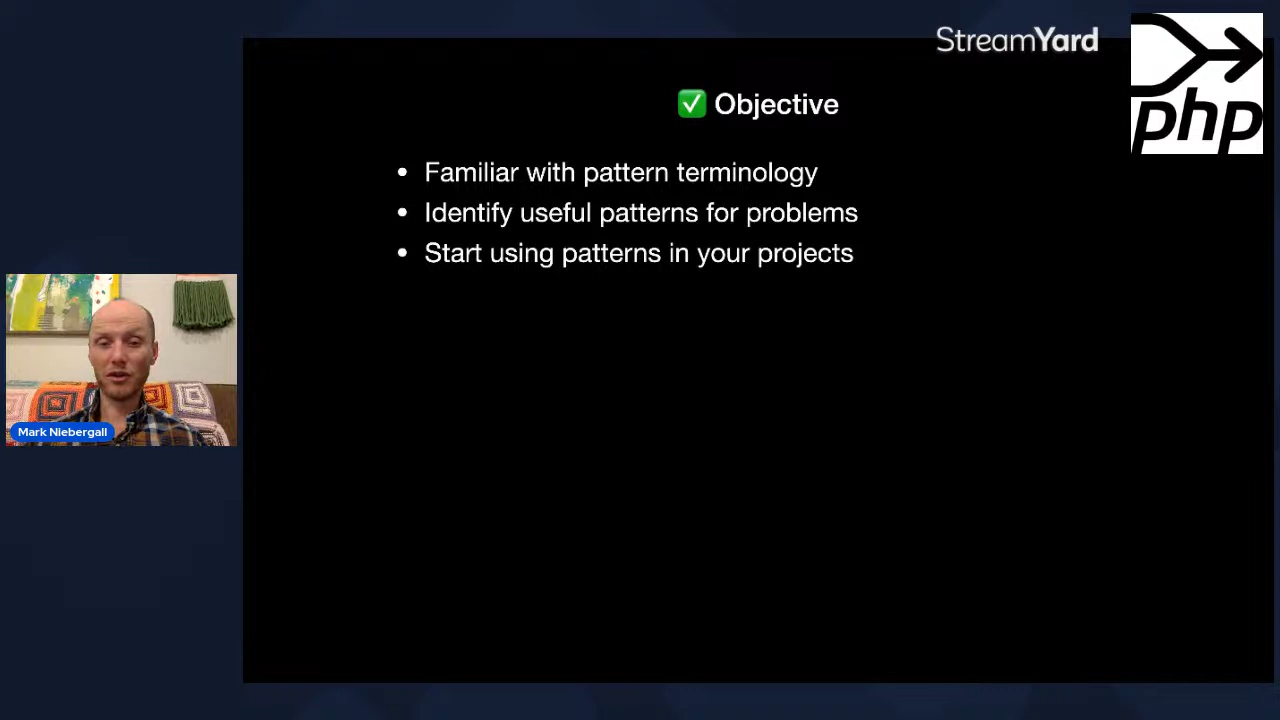 StreamYard
php
✅ Objective
• Familiar with pattern terminology
• Identify useful patterns for problems
• Start using patterns in your projects
Mark Niebergall